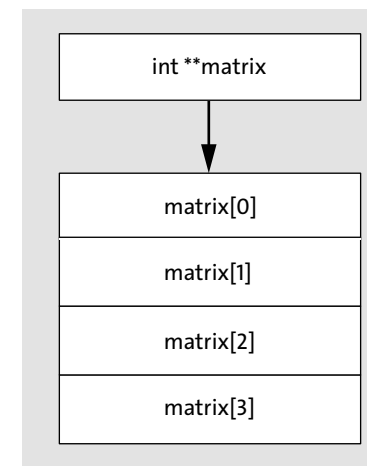 int **matrix
matrix[0]
matrix[1]
matrix[2]
matrix[3]